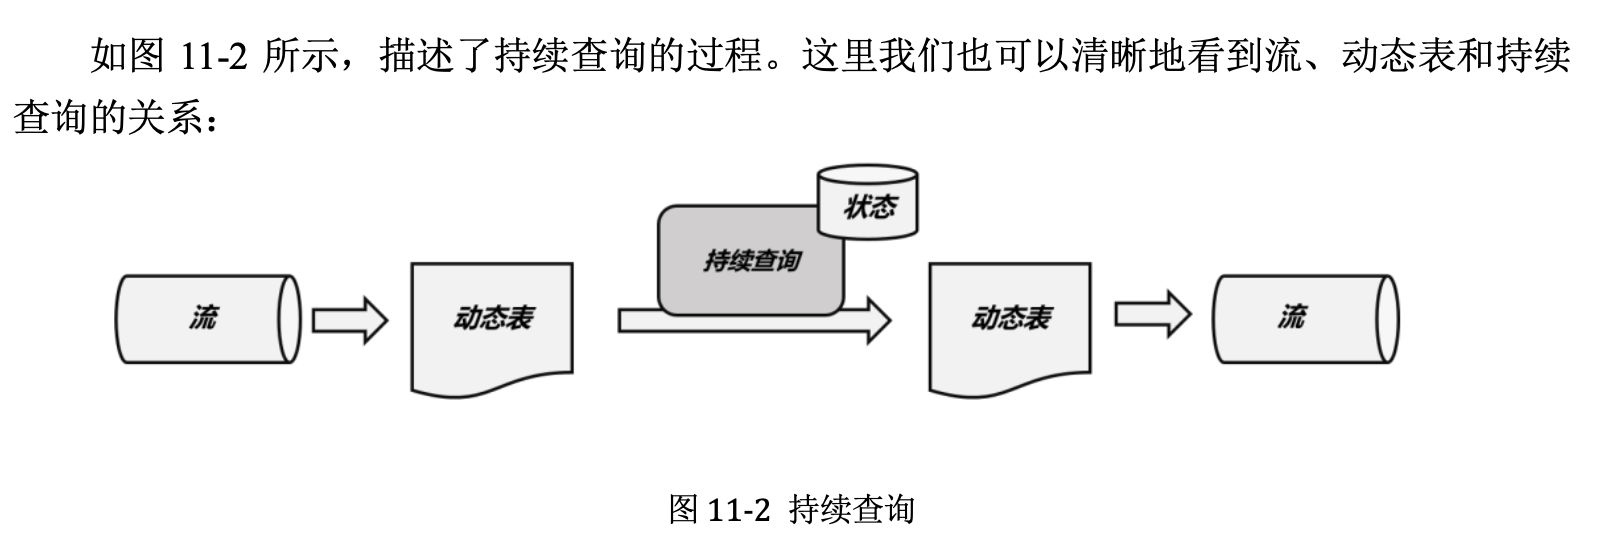 如图 11-2 所示，描述了持续查询的过程。这里我们也可以清晰地看到流、动态表和持续
查询的关系：
状态
持续查询
流
动态表
动态表
流
图 11-2 持续查询